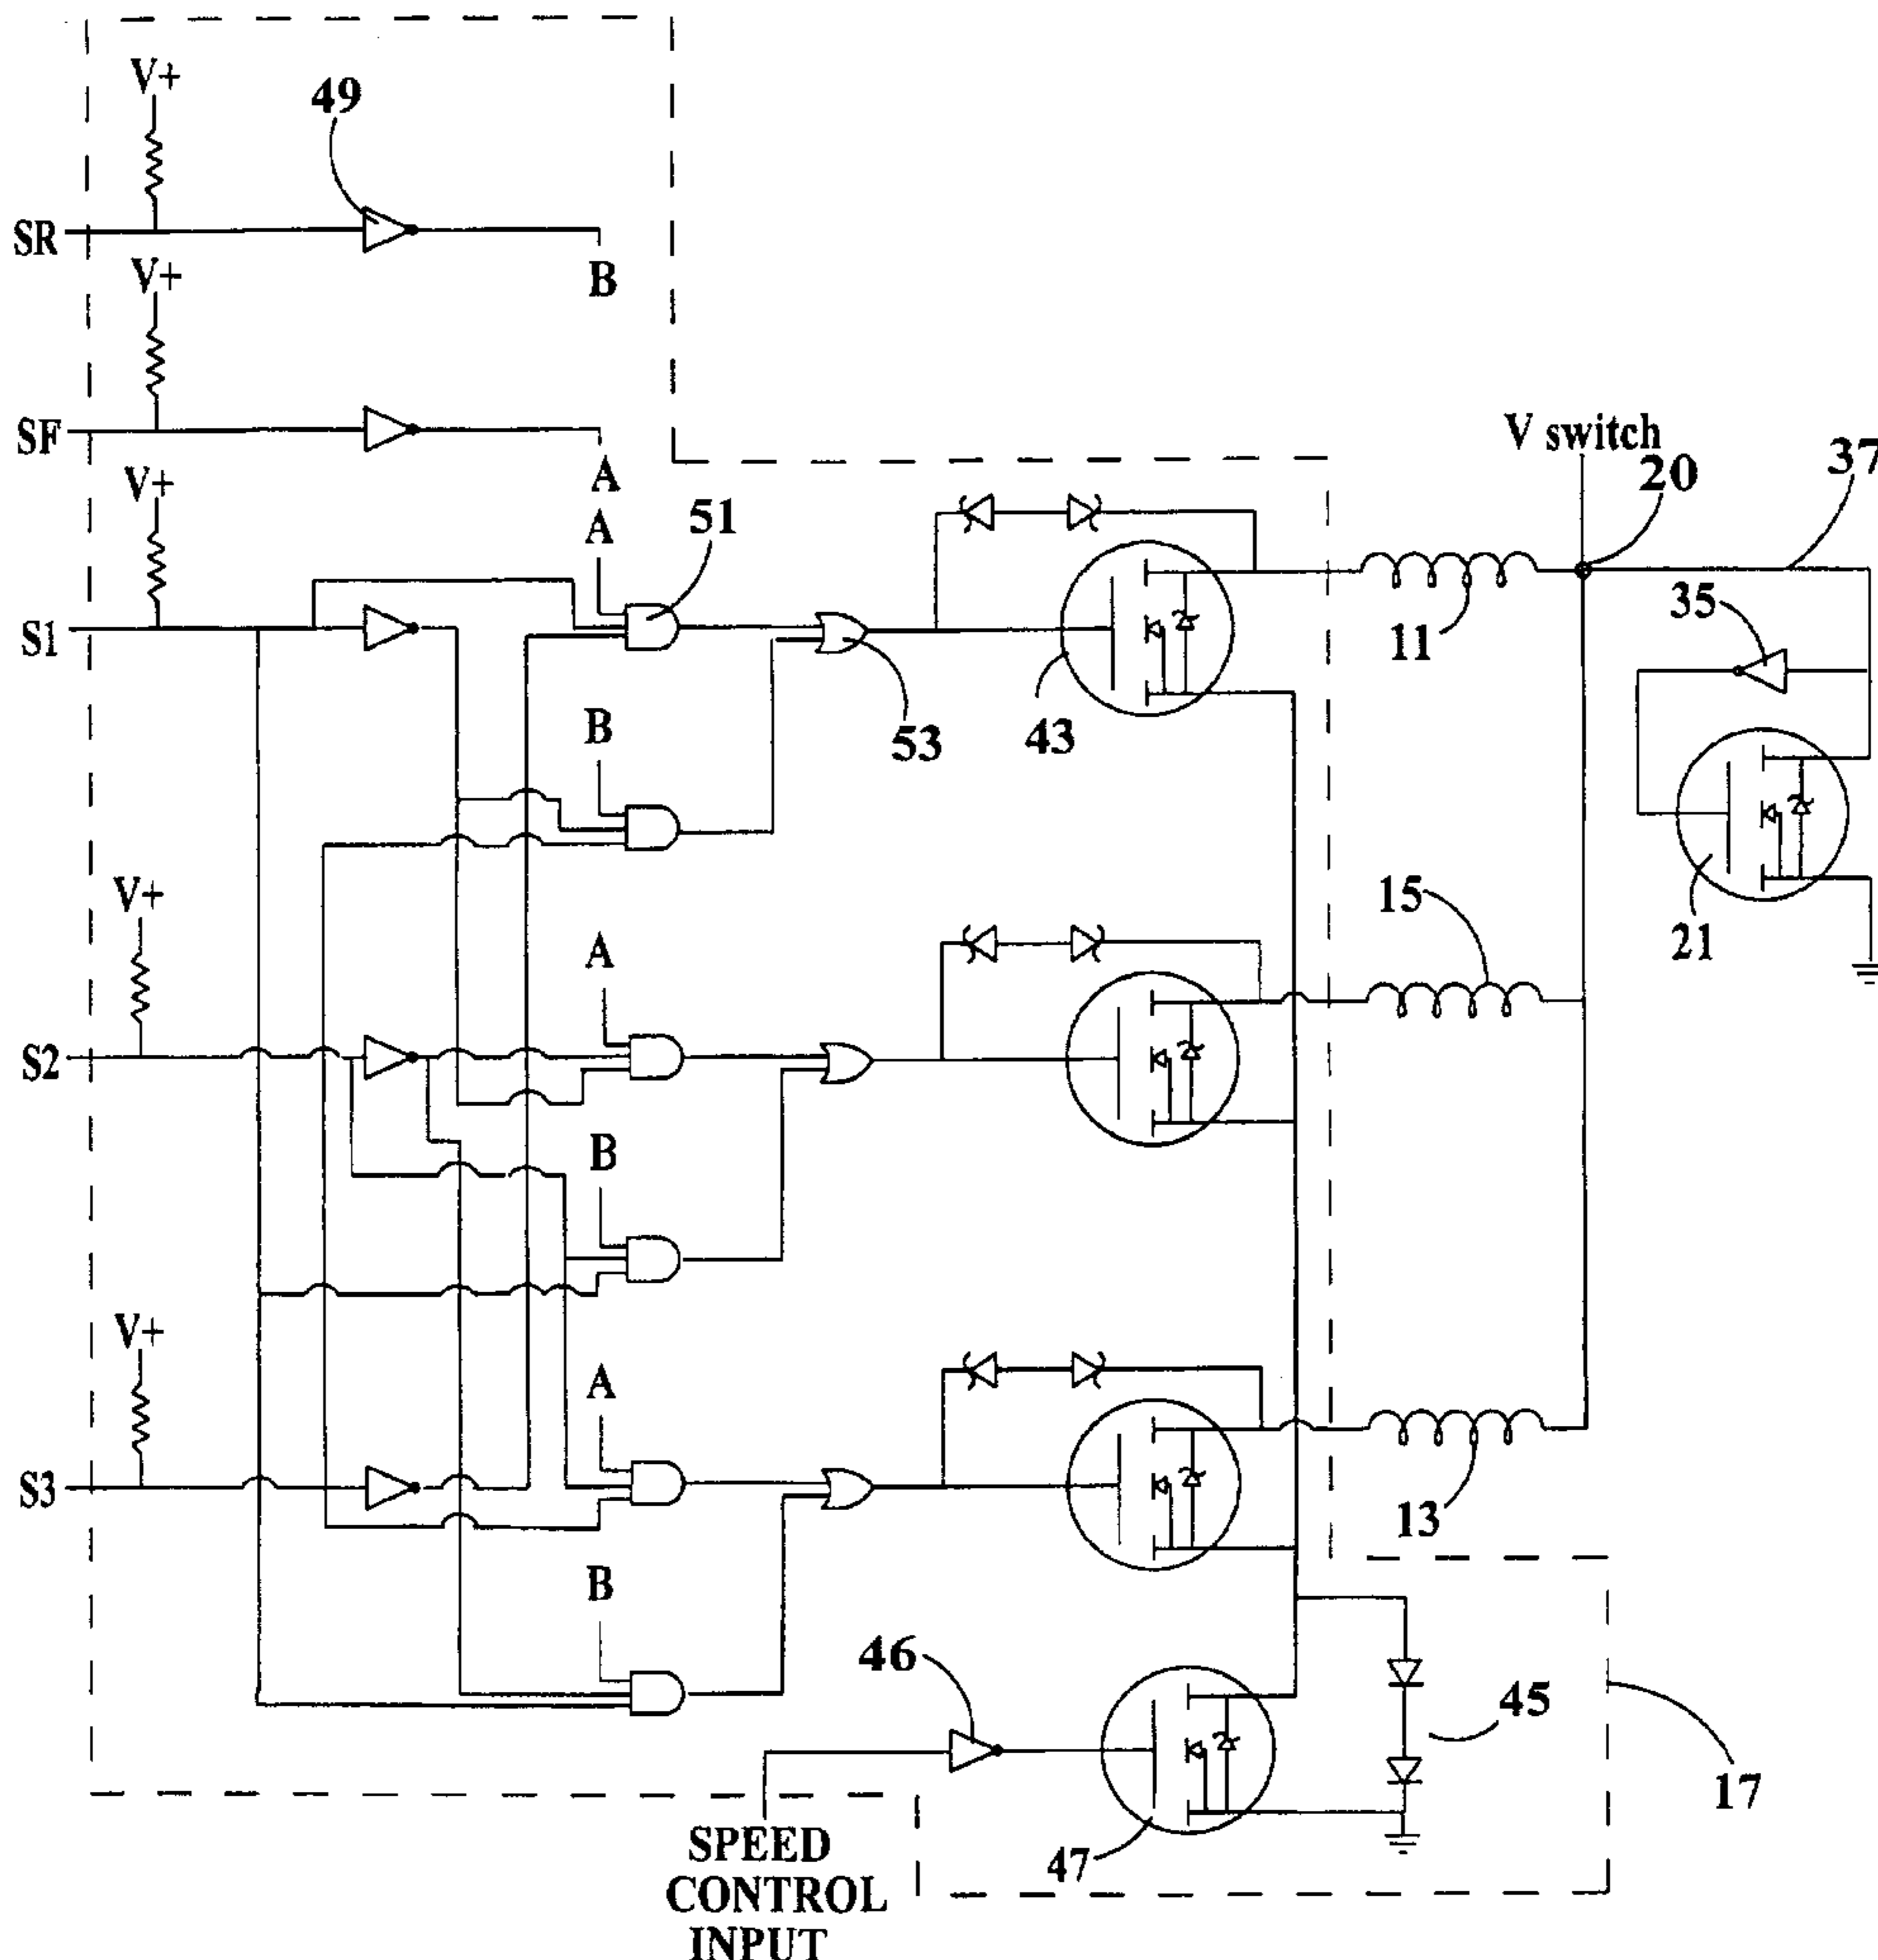 V+
49
SR
B
V+
SF
A
V+
A
51
S1
B
53
43
V switch
20
37
11
35
21
V+
A
15
S2
B
V+
A
S3
13
B
46
45
17
47
SPEED
CONTROL
INPUT